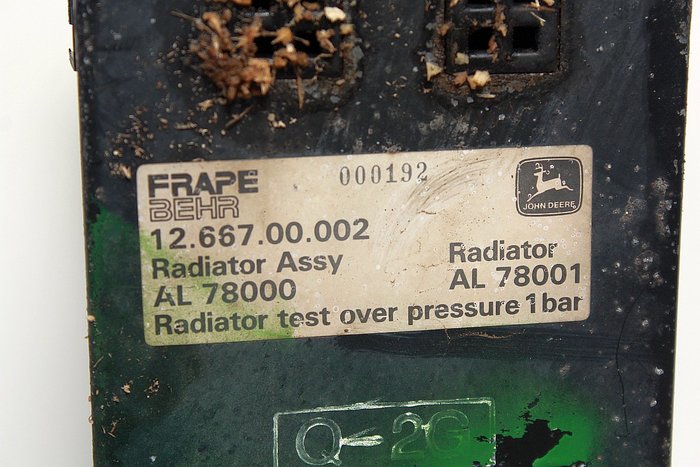 FRAPE
BEHR
000192
JOHN DEERE
12.667.00.002
Radiator Assy
AL 78000
Radiator
AL 78001
Radiator test over pressure 1 bar
Q-2G